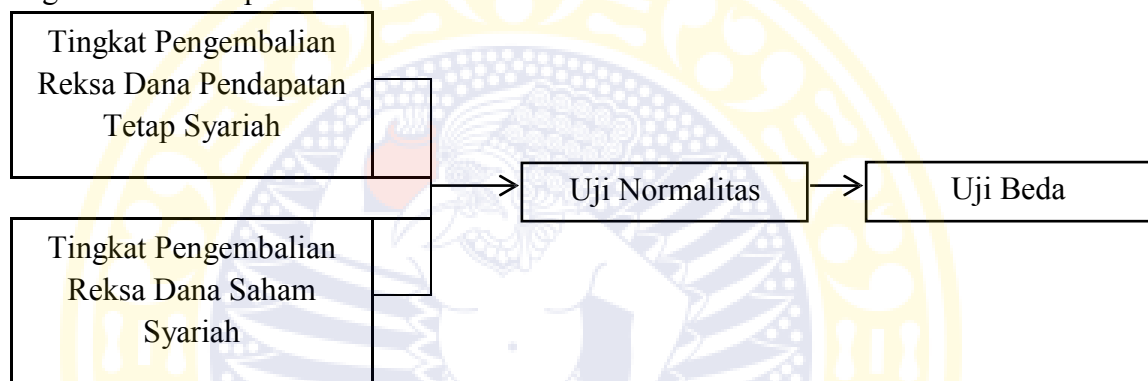 Tingkat Pengembalian
Reksa Dana Pendapatan
Tetap Syariah
Uji Normalitas
Uji Beda
Tingkat Pengembalian
Reksa Dana Saham
Syariah